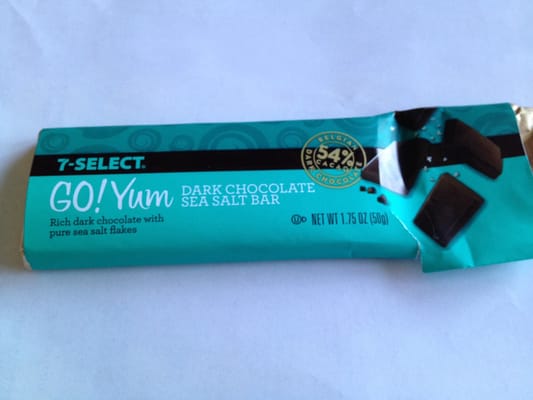 7-SELECT®
GO! Yum
DARK CHOCOLATE
SEA SALT BAR
Rich dark chocolate with
pure sea salt flakes
BELGIAN
54%
DARK CHOCOLATE
U D
NET WT 1.75 OZ (50g)